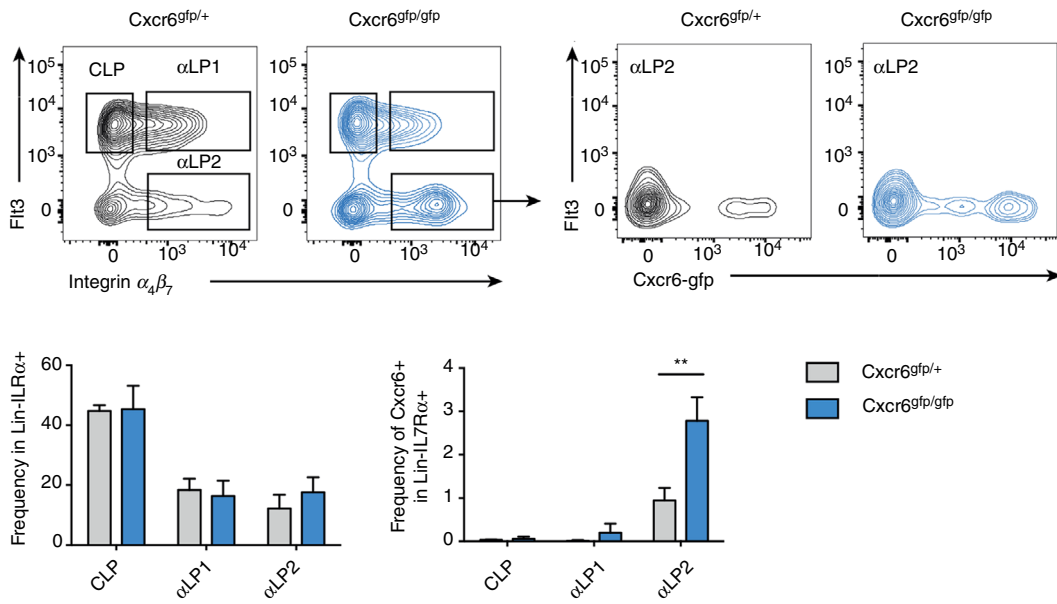 Cxcr6gfp/+ Cxcr6gfp/gfp Cxcr6gfp/+ Cxcr6gfp/gfp
CLP αLP1
αLP2
αLP2 αLP2
Flt3
10⁵
10⁴
10³
0
10⁵
10⁴
10³
0
Flt3
10⁵
10⁴
10³
0
10⁵
10⁴
10³
0
0 10³ 10⁴
0 10³ 10⁴
0 10³ 10⁴
0 10³ 10⁴
Integrin α₄β₇
Cxcr6-gfp
Frequency in Lin-ILRα+
60
40
20
0
CLP αLP1 αLP2
Frequency of Cxcr6+
in Lin-IL7Rα+
4
3
2
1
0
**
CLP αLP1 αLP2
Cxcr6gfp/+
Cxcr6gfp/gfp